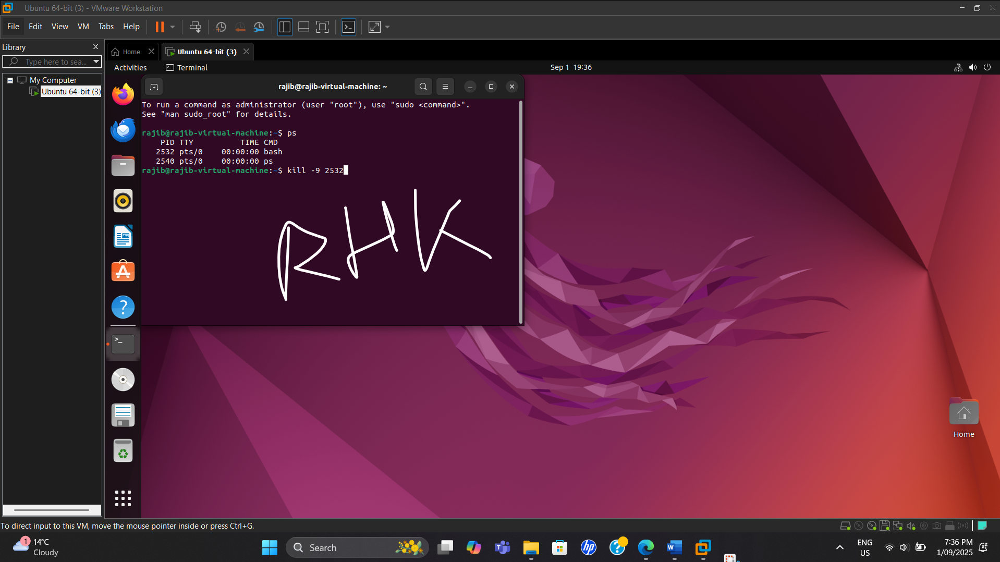 Ubuntu 64-bit (3) - VMware Workstation
File Edit View VM Tabs Help
Library
Type here to sea...
My Computer
Ubuntu 64-bit (3)
Home
Ubuntu 64-bit (3)
Activities
Terminal
Sep 1 19:36
rajib@rajib-virtual-machine: ~
To run a command as administrator (user "root"), use "sudo <command>".
See "man sudo_root" for details.
rajib@rajib-virtual-machine:~$ ps
PID TTY TIME CMD
2532 pts/0 00:00:00 bash
2540 pts/0 00:00:00 ps
rajib@rajib-virtual-machine:~$ kill -9 2532
RHK
Home
To direct input to this VM, move the mouse pointer inside or press Ctrl+G.
1
14°C
Cloudy
Search
hp
ENG
US
7:36 PM
1/09/2025